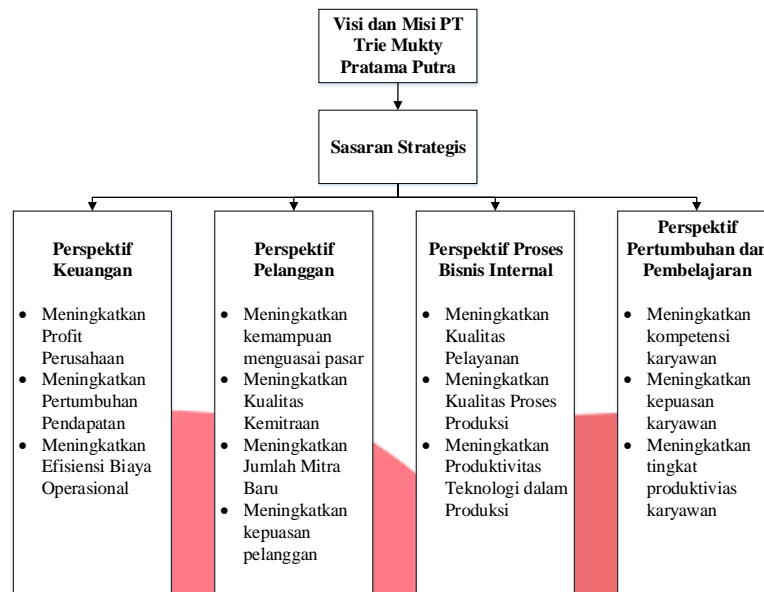 Visi dan Misi PT
Trie Mukty
Pratama Putra
Sasaran Strategis
Perspektif
Keuangan
• Meningkatkan
Profit
Perusahaan
• Meningkatkan
Pertumbuhan
Pendapatan
• Meningkatkan
Efisiensi Biaya
Operasional
Perspektif
Pelanggan
• Meningkatkan
kemampuan
menguasai pasar
• Meningkatkan
Kualitas
Kemitraan
• Meningkatkan
Jumlah Mitra
Baru
• Meningkatkan
kepuasan
pelanggan
Perspektif Proses
Bisnis Internal
• Meningkatkan
Kualitas
Pelayanan
• Meningkatkan
Kualitas Proses
Produksi
• Meningkatkan
Produktivitas
Teknologi dalam
Produksi
Perspektif
Pertumbuhan dan
Pembelajaran
• Meningkatkan
kompetensi
karyawan
• Meningkatkan
kepuasan
karyawan
• Meningkatkan
tingkat
produktivias
karyawan